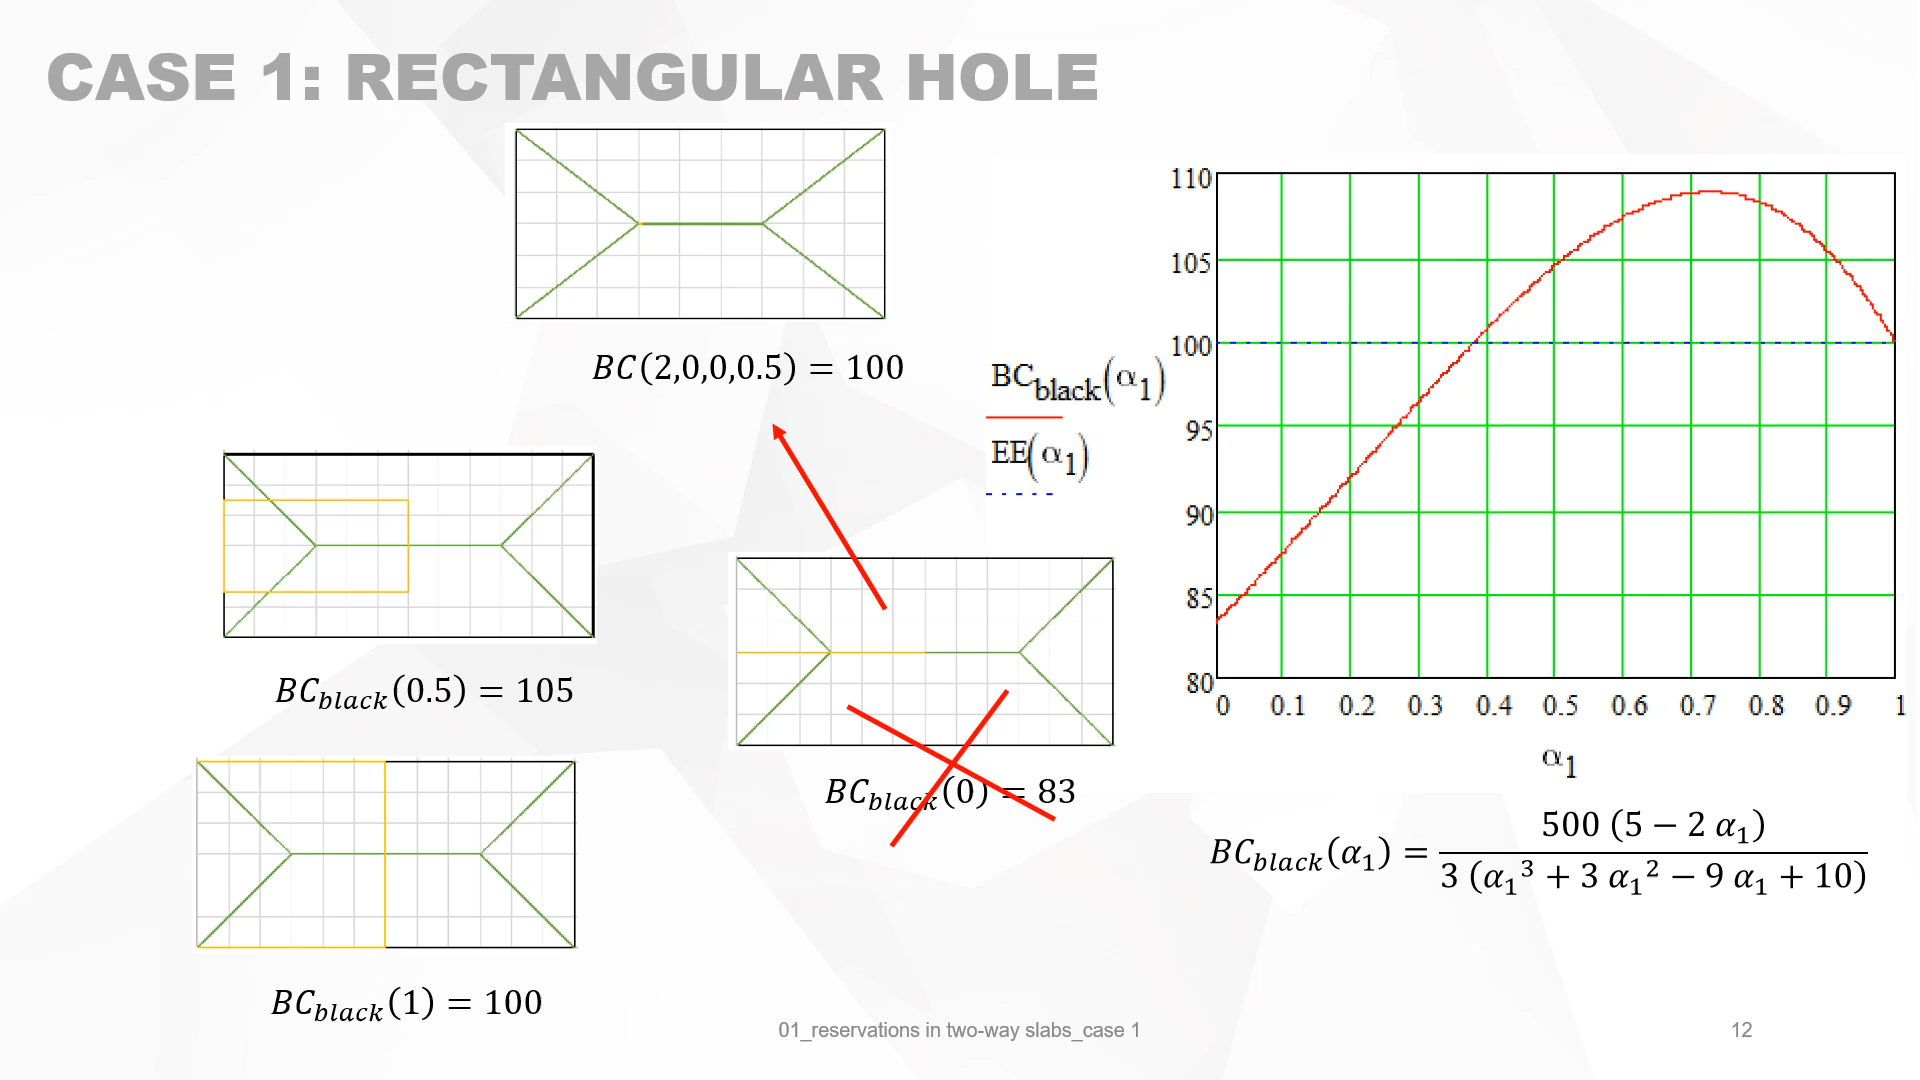 CASE 1: RECTANGULAR HOLE
BC(2,0,0,0.5) = 100
BC_black(0.5) = 105
BC_black(1) = 100
BC_black(0) = 83
BC_black(α_1)
EE(α_1)
110
105
100
95
90
85
80
0 0.1 0.2 0.3 0.4 0.5 0.6 0.7 0.8 0.9 1
α_1
BC_black(α_1) = 500 (5 − 2 α_1) / 3 (α_1^3 + 3 α_1^2 − 9 α_1 + 10)
01_reservations in two-way slabs_case 1
12